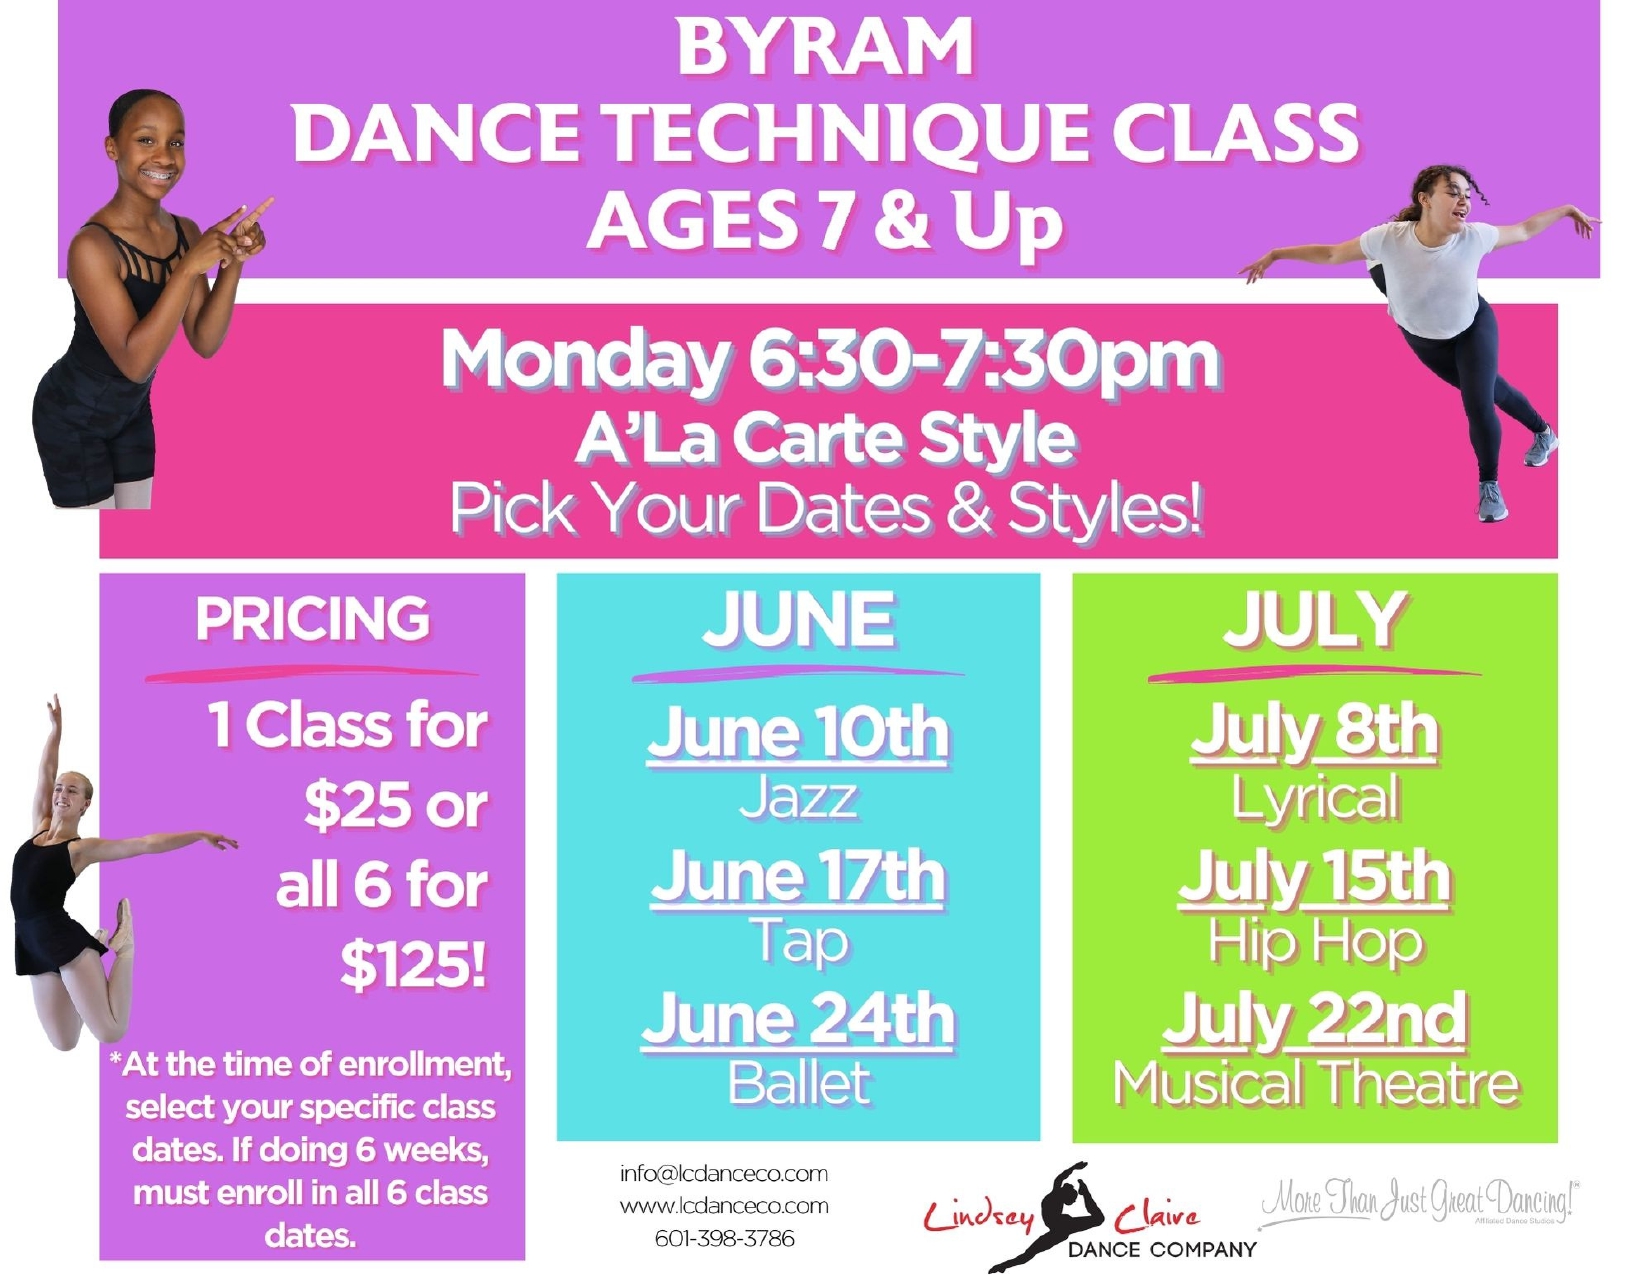 BYRAM
DANCE TECHNIQUE CLASS
AGES 7 & Up
Monday 6:30-7:30pm
A'La Carte Style
Pick Your Dates & Styles!
PRICING
1 Class for
$25 or
all 6 for
$125!
*At the time of enrollment,
select your specific class
dates. If doing 6 weeks,
must enroll in all 6 class
dates.
JUNE
June 10th
Jazz
June 17th
Tap
June 24th
Ballet
JULY
July 8th
Lyrical
July 15th
Hip Hop
July 22nd
Musical Theatre
info@lcdanceco.com
www.lcdanceco.com
601-398-3786
Lindsey Claire
DANCE COMPANY
More Than Just Great Dancing!®
Affiliated Dance Studios